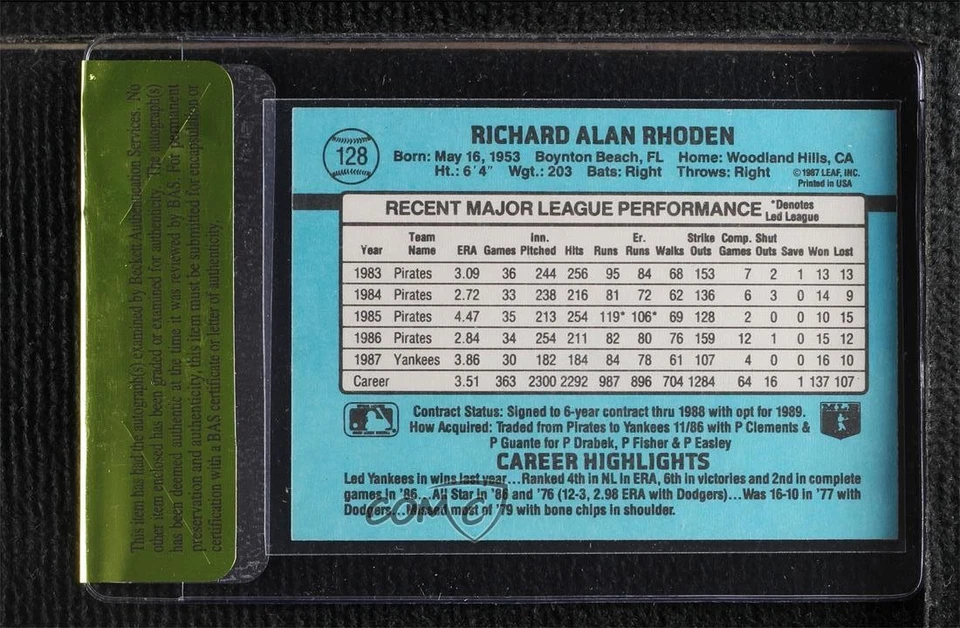 This item has had the autograph(s) examined by Beckett Authentication Services. No
other item enclosed has been graded or examined for authenticity. The autograph(s)
has been deemed authentic at the time it was reviewed by BAS. For permanent
preservation and authenticity, this item must be submitted for encapsulation or
certification with a BAS certificate or letter of authenticity.
128
RICHARD ALAN RHODEN
Born: May 16, 1953 Boynton Beach, FL Home: Woodland Hills, CA
Ht.: 6'4" Wgt.: 203 Bats: Right Throws: Right
©1987 LEAF, INC.
Printed in USA
RECENT MAJOR LEAGUE PERFORMANCE *Denotes
Led League
Year Team Name ERA Games Inn. Pitched Hits Runs Er. Runs Walks Strike Outs Comp. Games Shut Outs Save Won Lost
1983 Pirates 3.09 36 244 256 95 84 68 153 7 2 1 13 13
1984 Pirates 2.72 33 238 216 81 72 62 136 6 3 0 14 9
1985 Pirates 4.47 35 213 254 119* 106* 69 128 2 0 0 10 15
1986 Pirates 2.84 34 254 211 82 80 76 159 12 1 0 15 12
1987 Yankees 3.86 30 182 184 84 78 61 107 4 0 0 16 10
Career 3.51 363 2300 2292 987 896 704 1284 64 16 1 137 107
Contract Status: Signed to 6-year contract thru 1988 with opt for 1989.
How Acquired: Traded from Pirates to Yankees 11/86 with P Clements &
P Guante for P Drabek, P Fisher & P Easley
MLB
CAREER HIGHLIGHTS
Led Yankees in wins last year...Ranked 4th in NL in ERA, 6th in victories and 2nd in complete
games in '86...All Star in '86 and '76 (12-3, 2.98 ERA with Dodgers)...Was 16-10 in '77 with
Dodgers...Missed most of '79 with bone chips in shoulder.
COMC